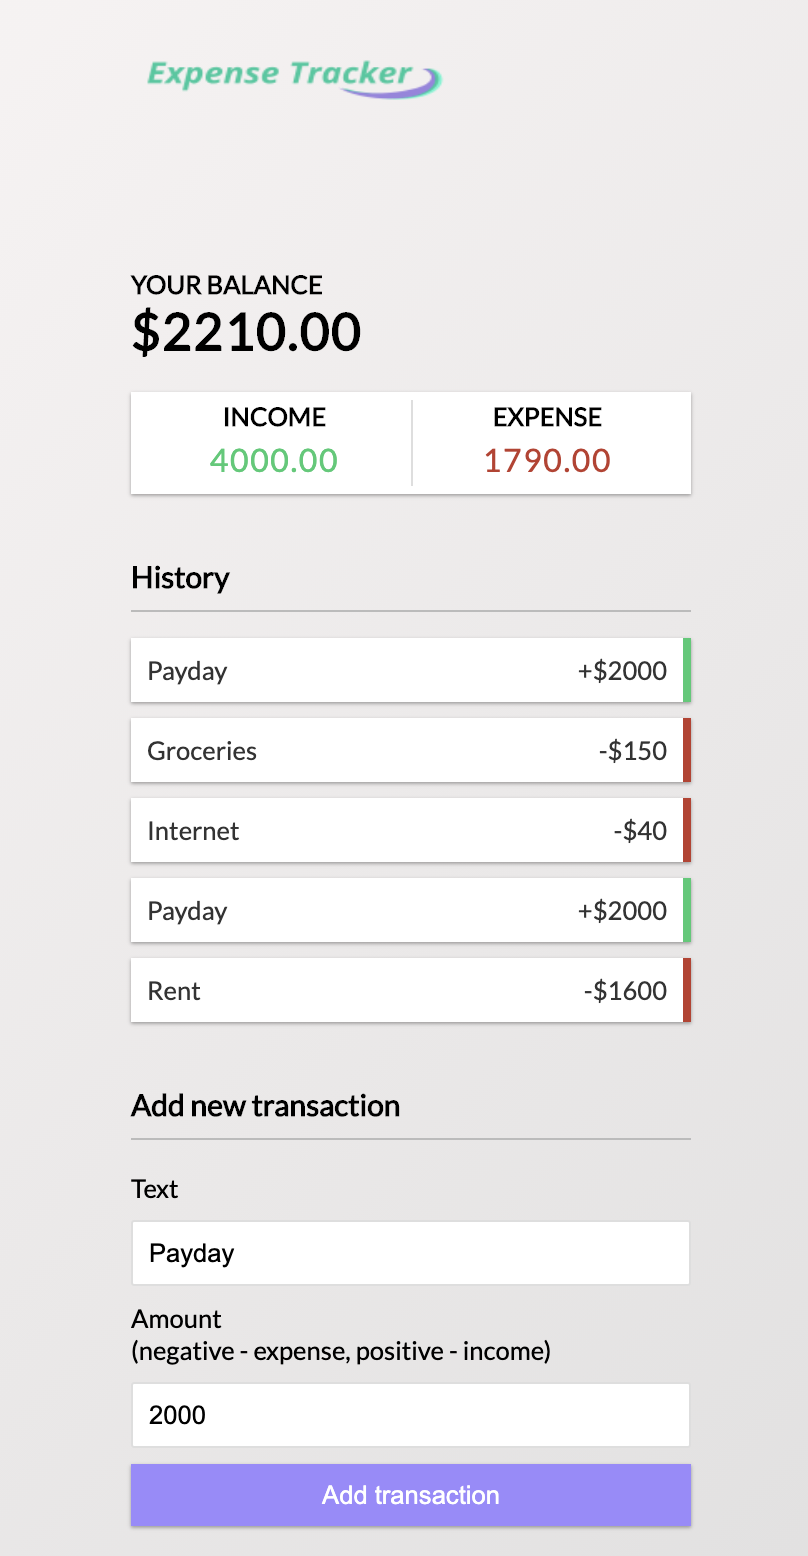 Expense Tracker
YOUR BALANCE
$2210.00
INCOME EXPENSE
4000.00 1790.00
History
Payday +$2000
Groceries -$150
Internet -$40
Payday +$2000
Rent -$1600
Add new transaction
Text
Payday
Amount
(negative - expense, positive - income)
2000
Add transaction